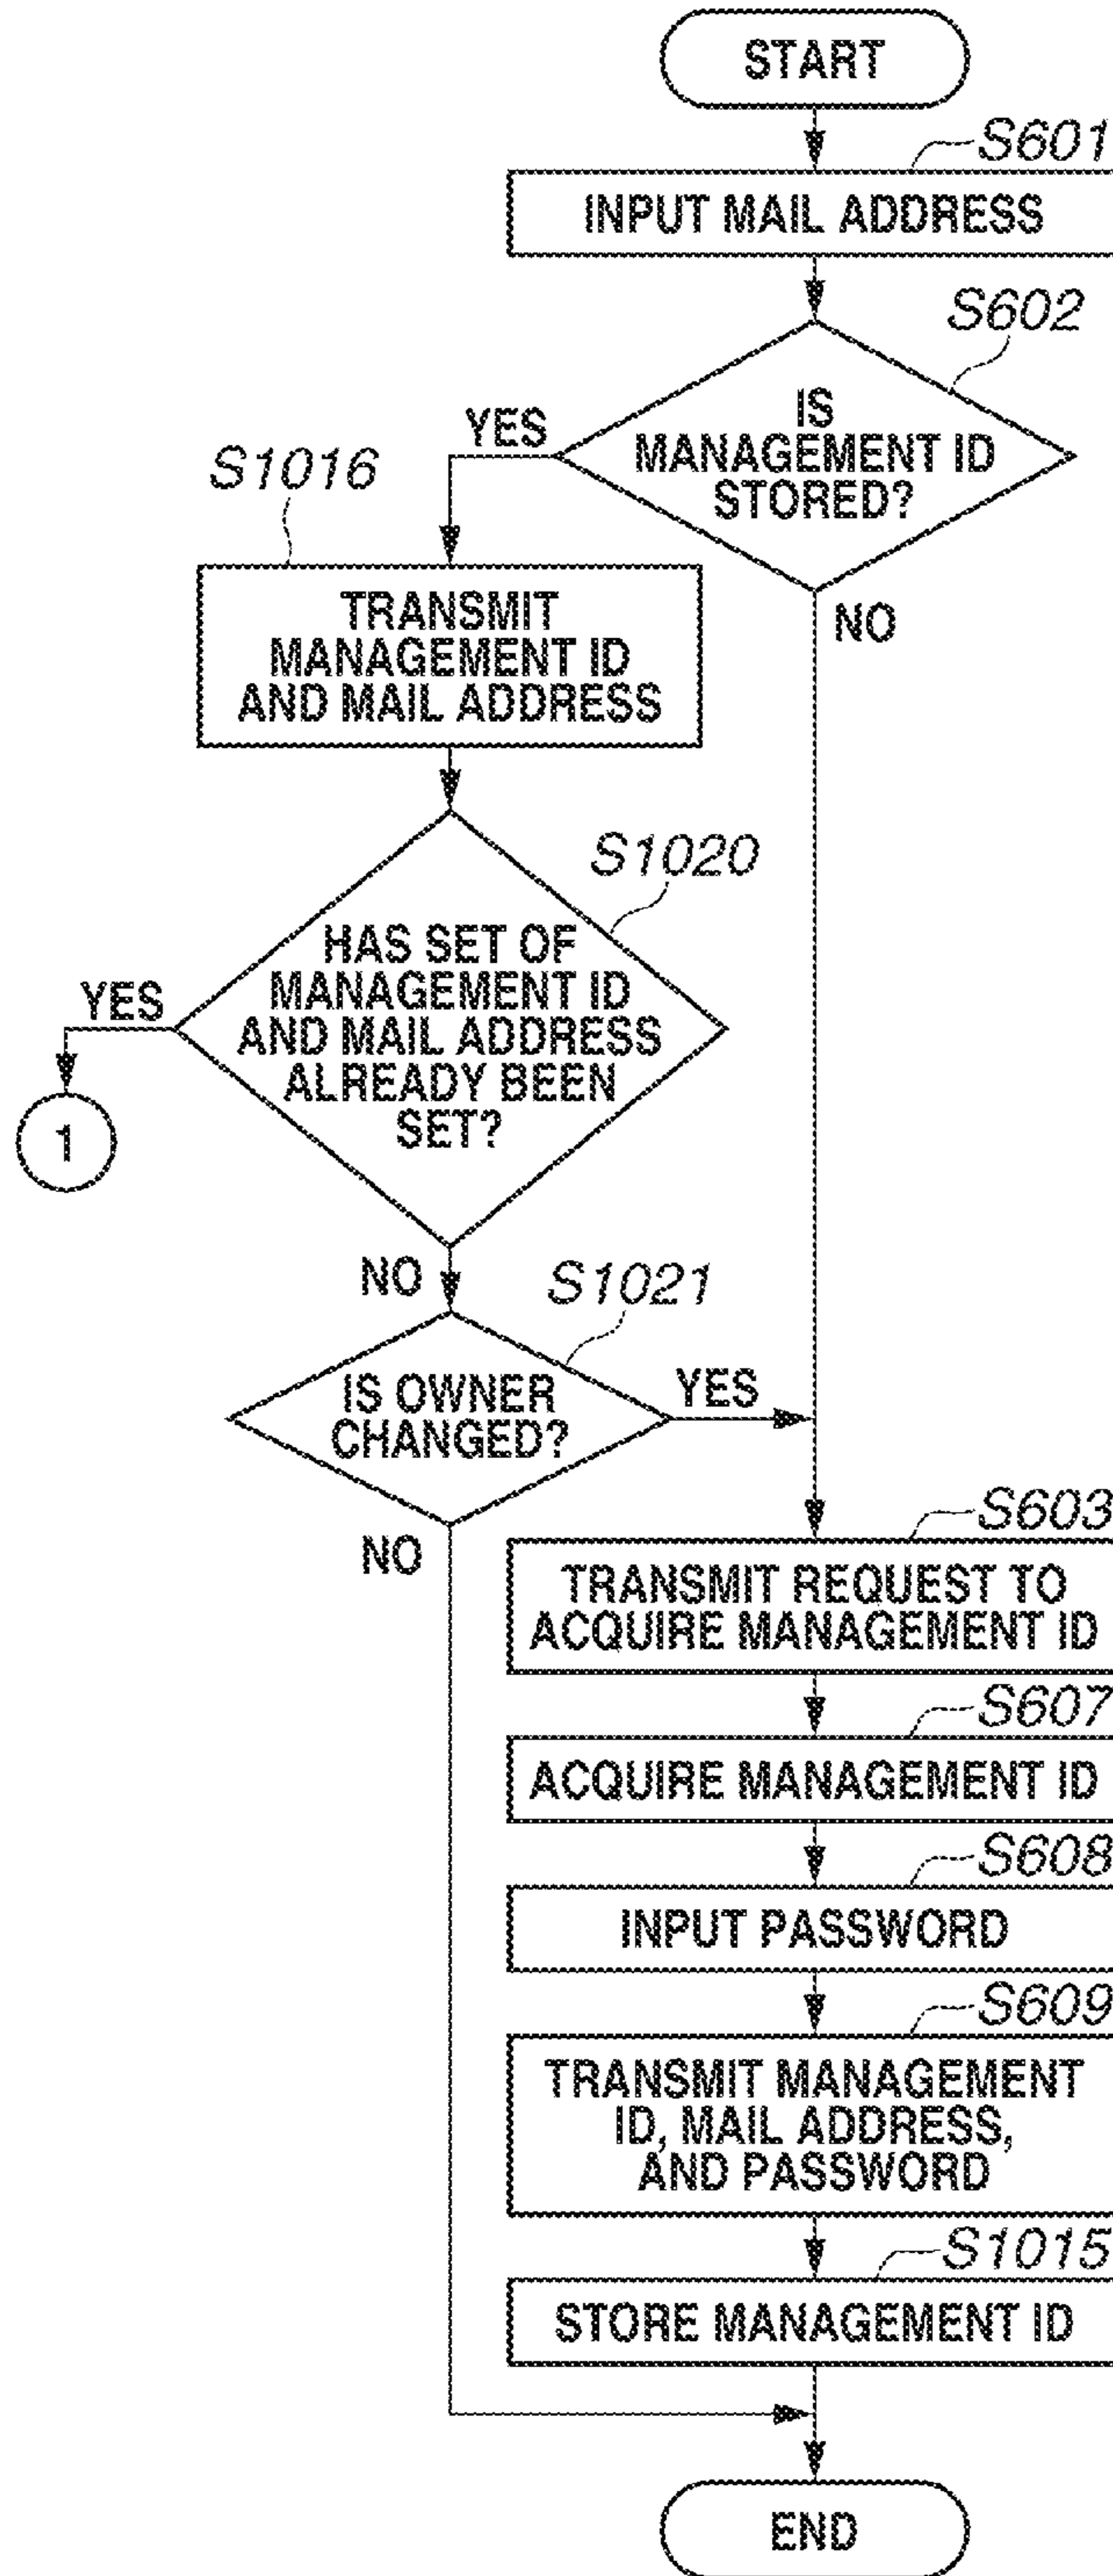 START
S601
INPUT MAIL ADDRESS
S602
IS
MANAGEMENT ID
STORED?
YES
NO
S1016
TRANSMIT
MANAGEMENT ID
AND MAIL ADDRESS
S1020
HAS SET OF
MANAGEMENT ID
AND MAIL ADDRESS
ALREADY BEEN
SET?
YES
1
NO
S1021
IS OWNER
CHANGED?
YES
NO
S603
TRANSMIT REQUEST TO
ACQUIRE MANAGEMENT ID
S607
ACQUIRE MANAGEMENT ID
S608
INPUT PASSWORD
S609
TRANSMIT MANAGEMENT
ID, MAIL ADDRESS,
AND PASSWORD
S1015
STORE MANAGEMENT ID
END